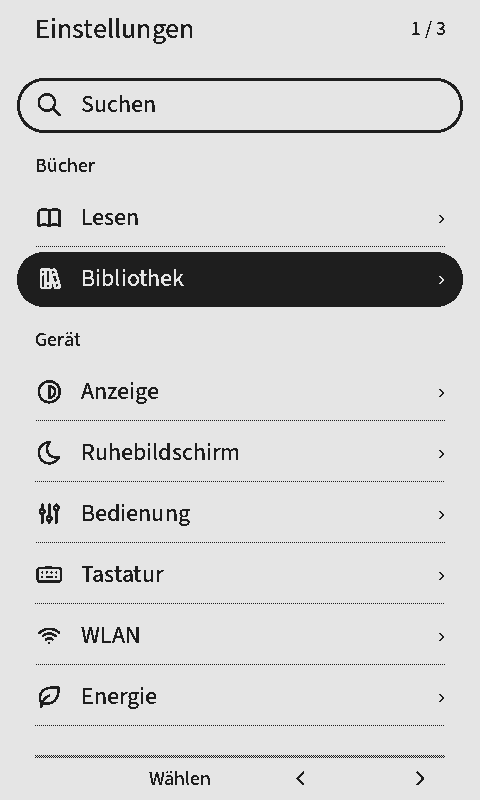 Einstellungen 1 / 3
Suchen
Bücher
Lesen
Bibliothek
Gerät
Anzeige
Ruhebildschirm
Bedienung
Tastatur
WLAN
Energie
Wählen